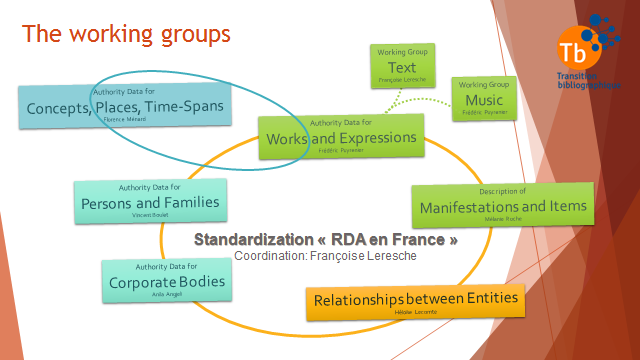 The working groups
Tb
Transition
bibliographique
Working Group
Text
Françoise Leresche
Working Group
Music
Frédéric Puyrenier
Authority Data for
Concepts, Places, Time-Spans
Florence Ménard
Authority Data for
Works and Expressions
Frédéric Puyrenier
Authority Data for
Persons and Families
Vincent Boulet
Description of
Manifestations and Items
Mélanie Roche
Standardization « RDA en France »
Coordination: Françoise Leresche
Authority Data for
Corporate Bodies
Anila Angjeli
Relationships between Entities
Héloïse Lecomte